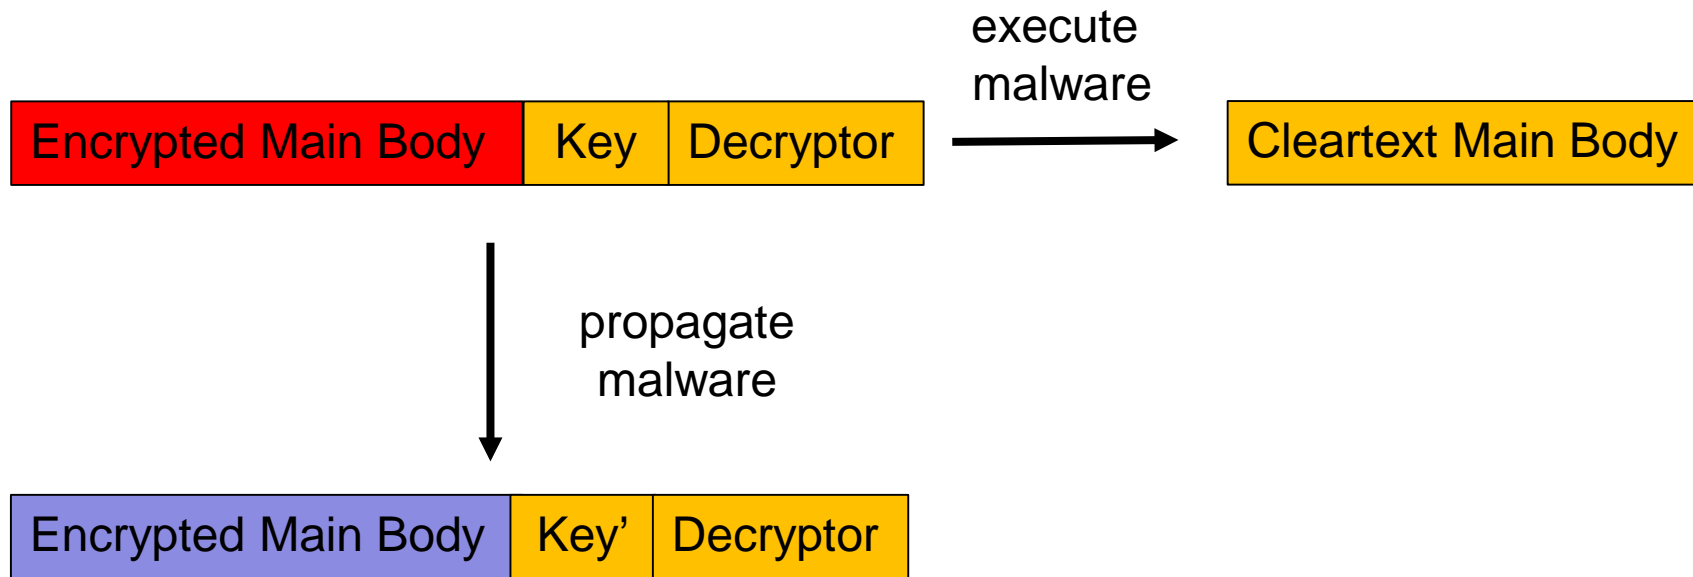 execute
malware
Encrypted Main Body Key Decryptor Cleartext Main Body
propagate
malware
Encrypted Main Body Key’ Decryptor